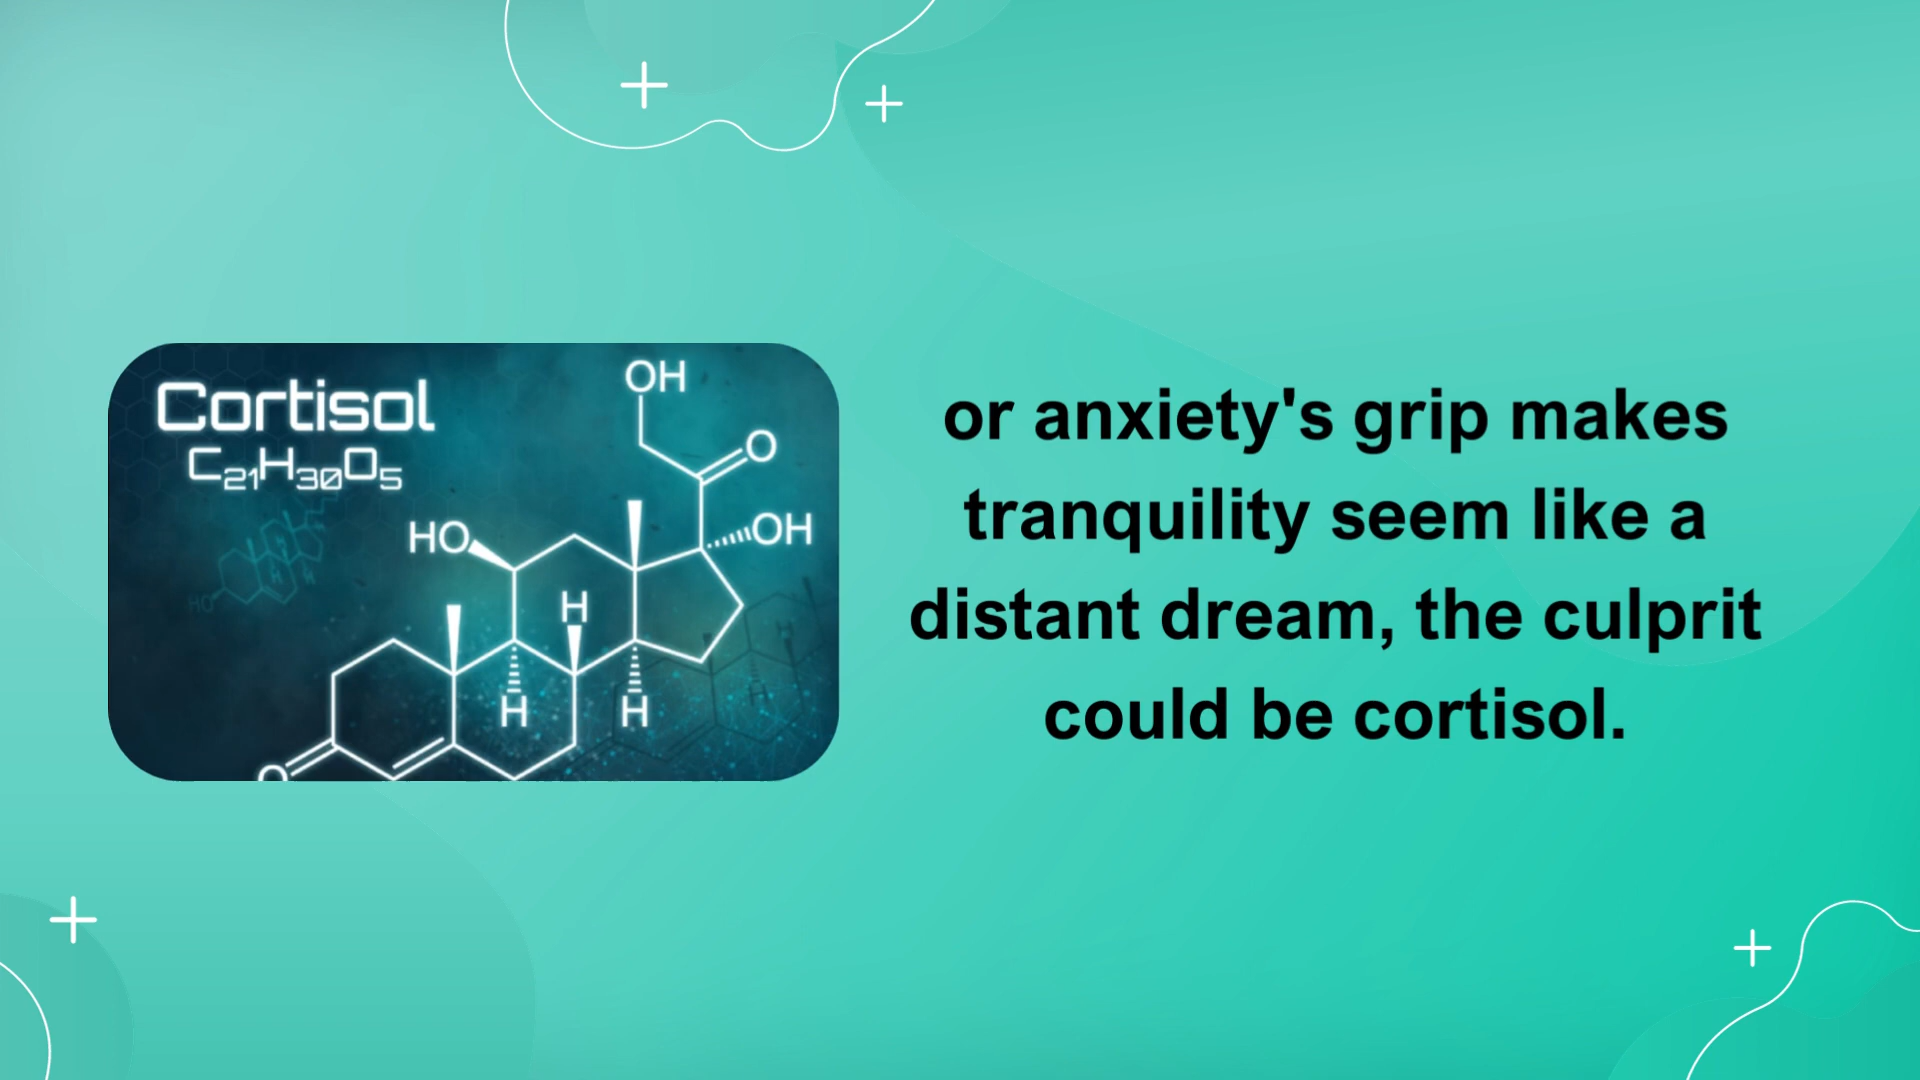 Cortisol
C21H30O5
OH
O
HO
OH
H
H
H
O
HO
or anxiety's grip makes
tranquility seem like a
distant dream, the culprit
could be cortisol.